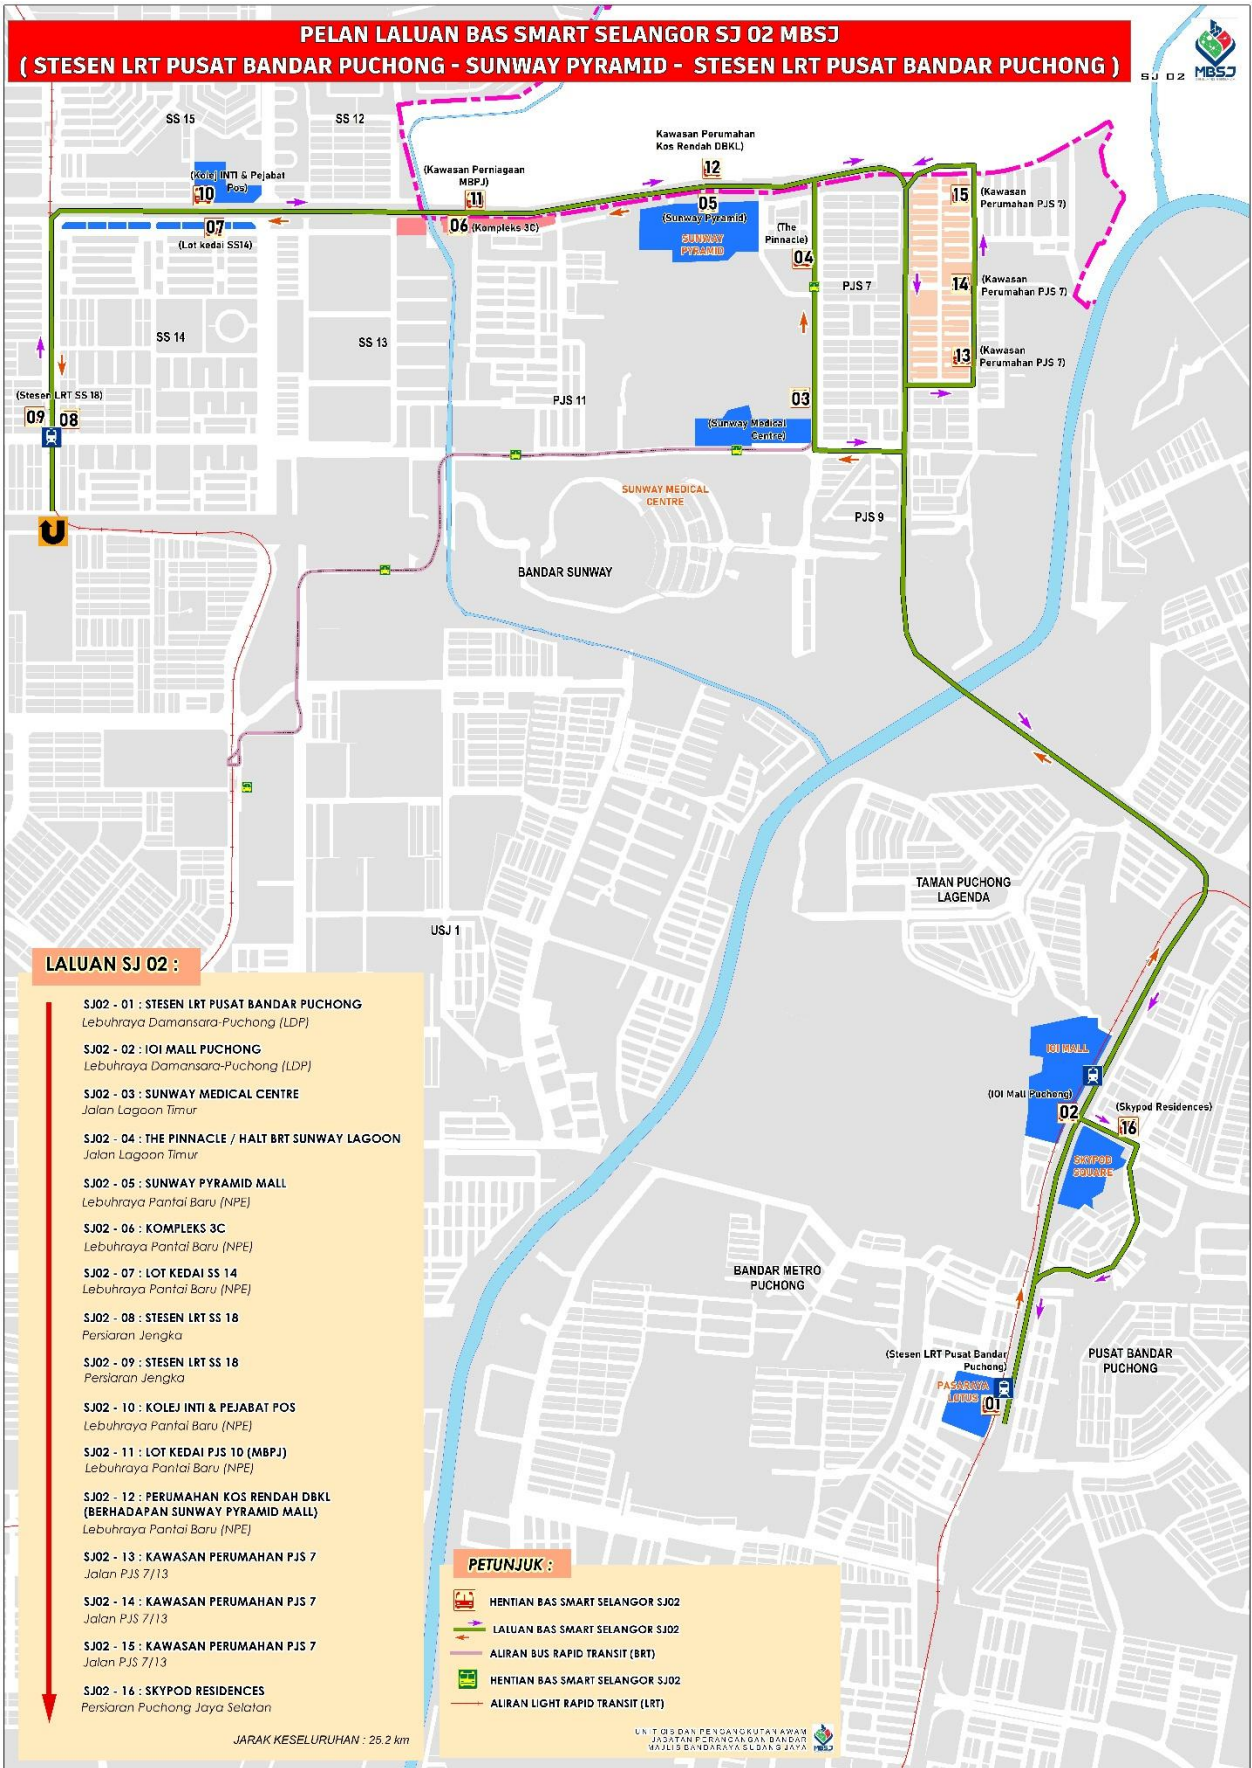 PELAN LALUAN BAS SMART SELANGOR SJ 02 MBSJ
( STESEN LRT PUSAT BANDAR PUCHONG - SUNWAY PYRAMID - STESEN LRT PUSAT BANDAR PUCHONG )
SJ 02
MBSJ
SS 15
SS 12
Kawasan Perumahan
Kos Rendah DBKL)
12
(Kolej INTI & Pejabat
Pos)
10
(Kawasan Perniagaan
MBPJ)
11
15
(Kawasan
Perumahan PJS 7)
07
(Lot kedai SS14)
06
(Kompleks 3C)
05
(Sunway Pyramid)
SUNWAY
PYRAMID
(The
Pinnacle)
04
PJS 7
14
(Kawasan
Perumahan PJS 7)
SS 14
SS 13
13
(Kawasan
Perumahan PJS 7)
(Stesen LRT SS 18)
09
08
PJS 11
03
(Sunway Medical
Centre)
SUNWAY MEDICAL
CENTRE
PJS 9
BANDAR SUNWAY
TAMAN PUCHONG
LAGENDA
USJ 1
IOI MALL
(IOI Mall Puchong)
02
(Skypod Residences)
16
SKYPOD
SQUARE
BANDAR METRO
PUCHONG
PUSAT BANDAR
PUCHONG
(Stesen LRT Pusat Bandar
Puchong)
PASARAYA
LOTUS
01
LALUAN SJ 02 :
SJ02 - 01 : STESEN LRT PUSAT BANDAR PUCHONG
Lebuhraya Damansara-Puchong (LDP)
SJ02 - 02 : IOI MALL PUCHONG
Lebuhraya Damansara-Puchong (LDP)
SJ02 - 03 : SUNWAY MEDICAL CENTRE
Jalan Lagoon Timur
SJ02 - 04 : THE PINNACLE / HALT BRT SUNWAY LAGOON
Jalan Lagoon Timur
SJ02 - 05 : SUNWAY PYRAMID MALL
Lebuhraya Pantai Baru (NPE)
SJ02 - 06 : KOMPLEKS 3C
Lebuhraya Pantai Baru (NPE)
SJ02 - 07 : LOT KEDAI SS 14
Lebuhraya Pantai Baru (NPE)
SJ02 - 08 : STESEN LRT SS 18
Persiaran Jengka
SJ02 - 09 : STESEN LRT SS 18
Persiaran Jengka
SJ02 - 10 : KOLEJ INTI & PEJABAT POS
Lebuhraya Pantai Baru (NPE)
SJ02 - 11 : LOT KEDAI PJS 10 (MBPJ)
Lebuhraya Pantai Baru (NPE)
SJ02 - 12 : PERUMAHAN KOS RENDAH DBKL
(BERHADAPAN SUNWAY PYRAMID MALL)
Lebuhraya Pantai Baru (NPE)
SJ02 - 13 : KAWASAN PERUMAHAN PJS 7
Jalan PJS 7/13
SJ02 - 14 : KAWASAN PERUMAHAN PJS 7
Jalan PJS 7/13
SJ02 - 15 : KAWASAN PERUMAHAN PJS 7
Jalan PJS 7/13
SJ02 - 16 : SKYPOD RESIDENCES
Persiaran Puchong Jaya Selatan
JARAK KESELURUHAN : 25.2 km
PETUNJUK :
HENTIAN BAS SMART SELANGOR SJ02
LALUAN BAS SMART SELANGOR SJ02
ALIRAN BUS RAPID TRANSIT (BRT)
HENTIAN BAS SMART SELANGOR SJ02
ALIRAN LIGHT RAPID TRANSIT (LRT)
UNIT GIS DAN PENGANGKUTAN AWAM
JABATAN PERANCANGAN BANDAR
MAJLIS BANDARAYA SUBANG JAYA
MBSJ